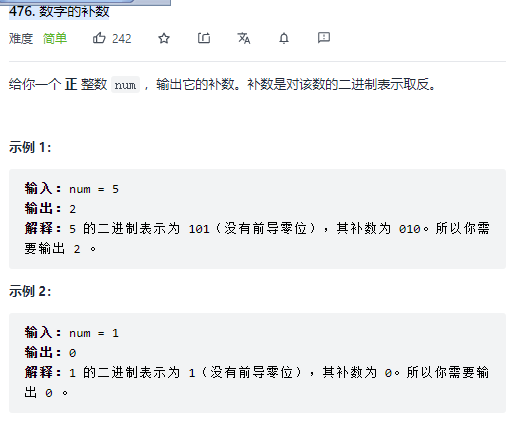 476. 数字的补数
难度 简单 242
给你一个 正 整数 num ，输出它的补数。补数是对该数的二进制表示取反。
示例 1：
输入：num = 5
输出：2
解释：5 的二进制表示为 101（没有前导零位），其补数为 010。所以你需
要输出 2 。
示例 2：
输入：num = 1
输出：0
解释：1 的二进制表示为 1（没有前导零位），其补数为 0。所以你需要输
出 0 。